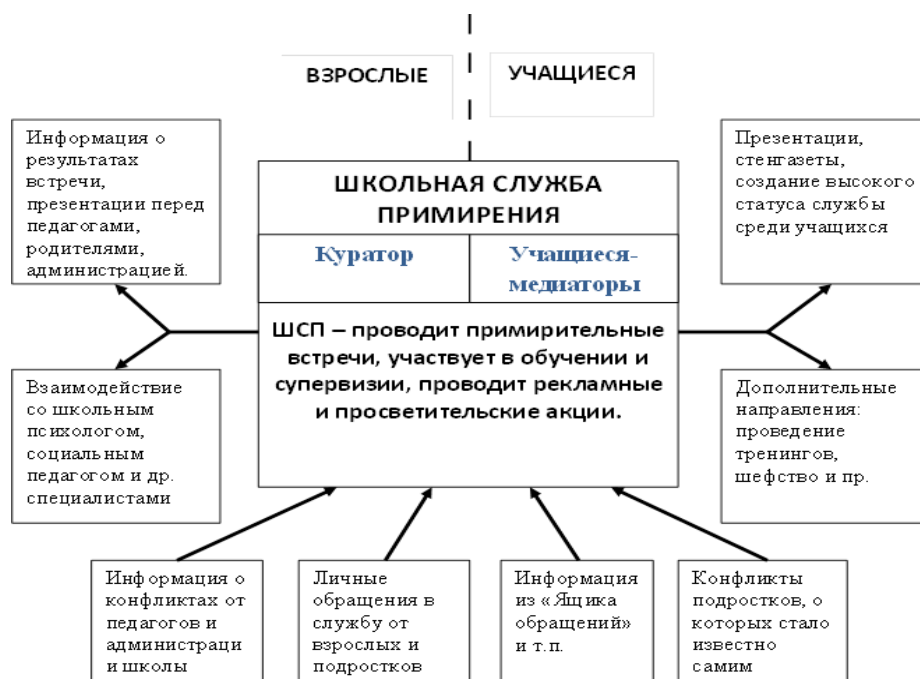 ВЗРОСЛЫЕ
УЧАЩИЕСЯ
Информация о
результатах
встречи,
презентации перед
педагогами,
родителями,
администрацией.
Презентации,
стенгазеты,
создание высокого
статуса службы
среди учащихся
ШКОЛЬНАЯ СЛУЖБА
ПРИМИРЕНИЯ
Куратор
Учащиеся-
медиаторы
ШСП – проводит примирительные
встречи, участвует в обучении и
супервизии, проводит рекламные
и просветительские акции.
Взаимодействие
со школьным
психологом,
социальным
педагогом и др.
специалистами
Дополнительные
направления:
проведение
тренингов,
шефство и пр.
Информация о
конфликтах от
педагогов и
администраци
и школы
Личные
обращения в
службу от
взрослых и
подростков
Информация
из «Ящика
обращений»
и т.п.
Конфликты
подростков, о
которых стало
известно
самим